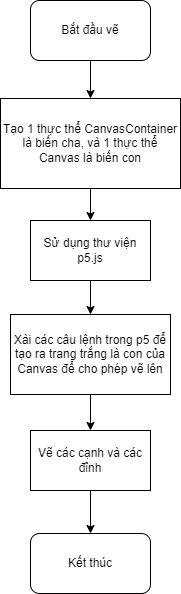 Bắt đầu vẽ
Tạo 1 thực thể CanvasContainer
là biến cha, và 1 thực thể
Canvas là biến con
Sử dụng thư viện
p5.js
Xài các câu lệnh trong p5 để
tạo ra trang trắng là con của
Canvas để cho phép vẽ lên
Vẽ các cạnh và các
đỉnh
Kết thúc